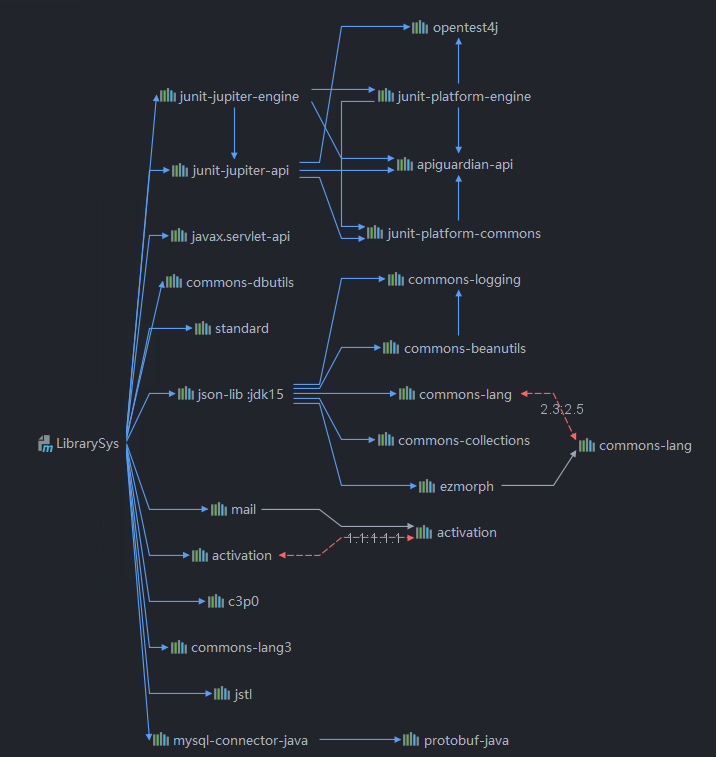 opentest4j
junit-jupiter-engine
junit-platform-engine
apiguardian-api
junit-jupiter-api
javax.servlet-api
junit-platform-commons
commons-dbutils
commons-logging
standard
commons-beanutils
json-lib :jdk15
commons-lang
2.3:2.5
LibrarySys
commons-collections
commons-lang
ezmorph
mail
activation
1.1:1.1.1
activation
c3p0
commons-lang3
jstl
mysql-connector-java
protobuf-java